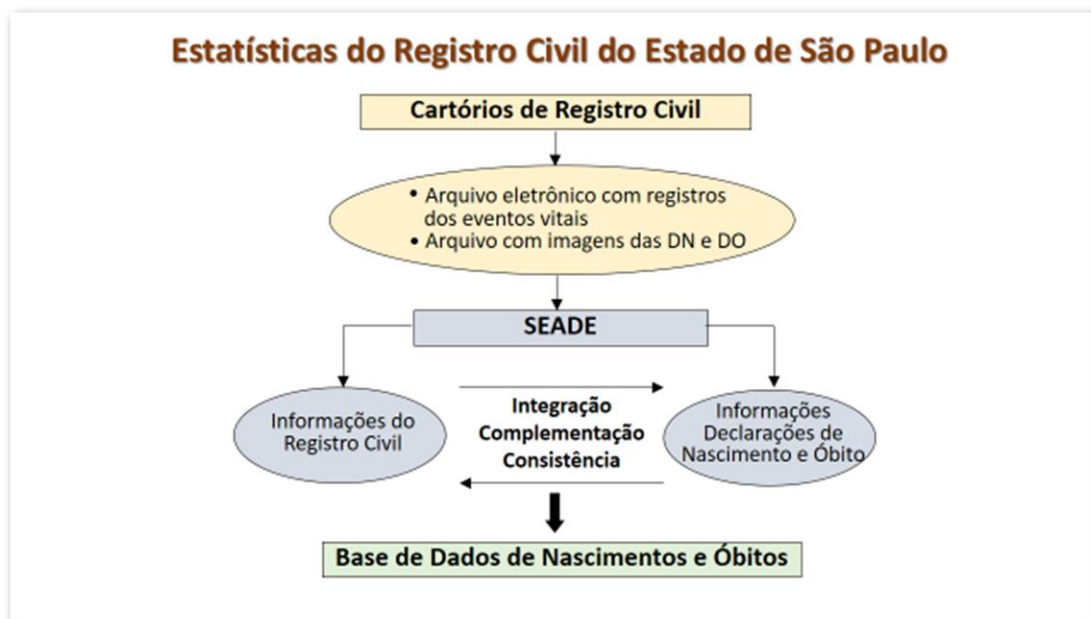 Estatísticas do Registro Civil do Estado de São Paulo
Cartórios de Registro Civil
• Arquivo eletrônico com registros
dos eventos vitais
• Arquivo com imagens das DN e DO
SEADE
Informações do
Registro Civil
Integração
Complementação
Consistência
Informações
Declarações de
Nascimento e Óbito
Base de Dados de Nascimentos e Óbitos